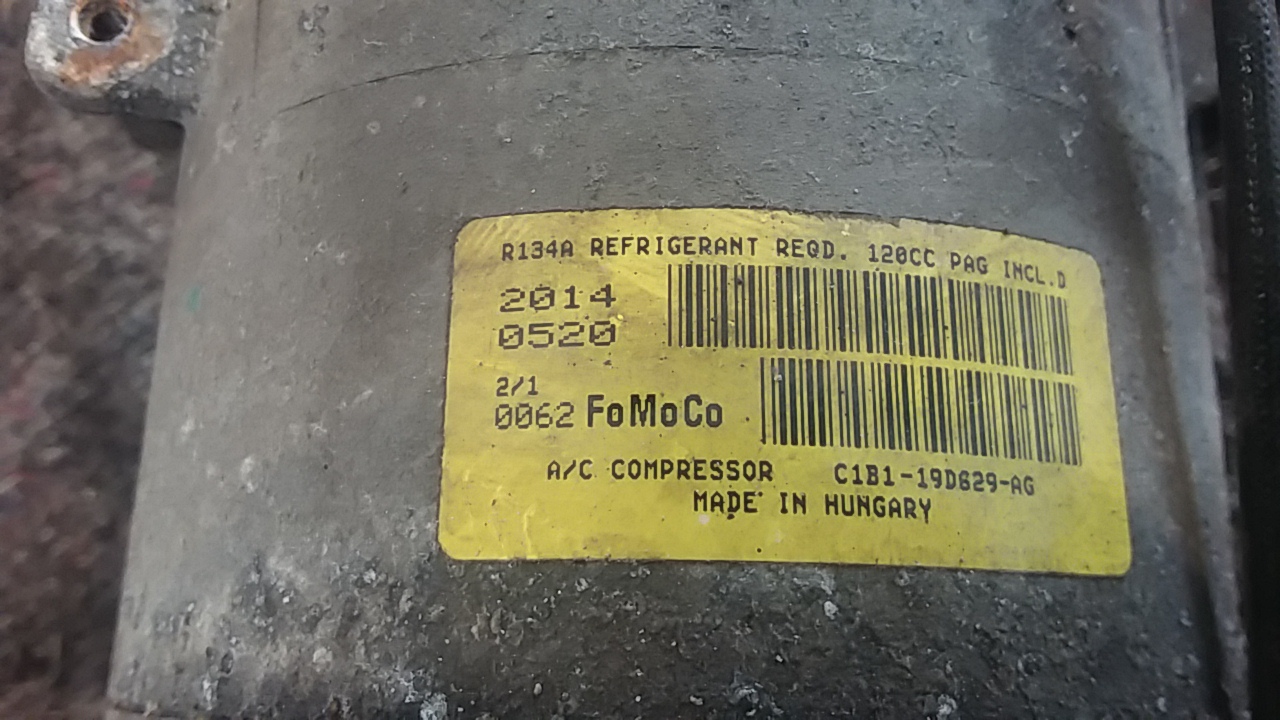 R134A REFRIGERANT REQD. 120CC PAG INCL.D
2014
0520
2/1
0062 FoMoCo
A/C COMPRESSOR C1B1-19D629-AG
MADE IN HUNGARY